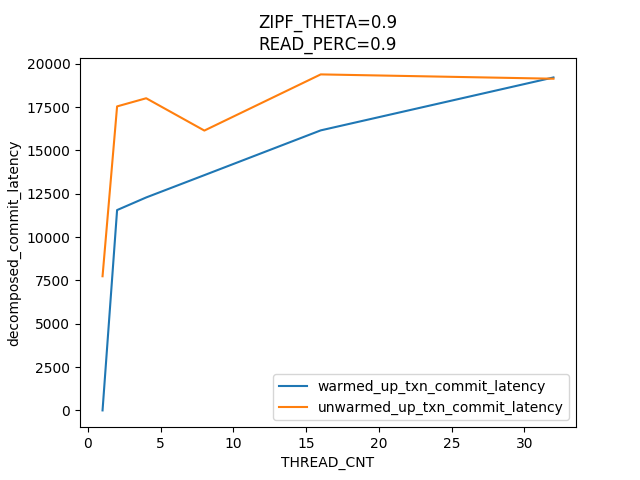 ZIPF_THETA=0.9
READ_PERC=0.9
decomposed_commit_latency
20000
17500
15000
12500
10000
7500
5000
2500
0
warmed_up_txn_commit_latency
unwarmed_up_txn_commit_latency
0 5 10 15 20 25 30
THREAD_CNT